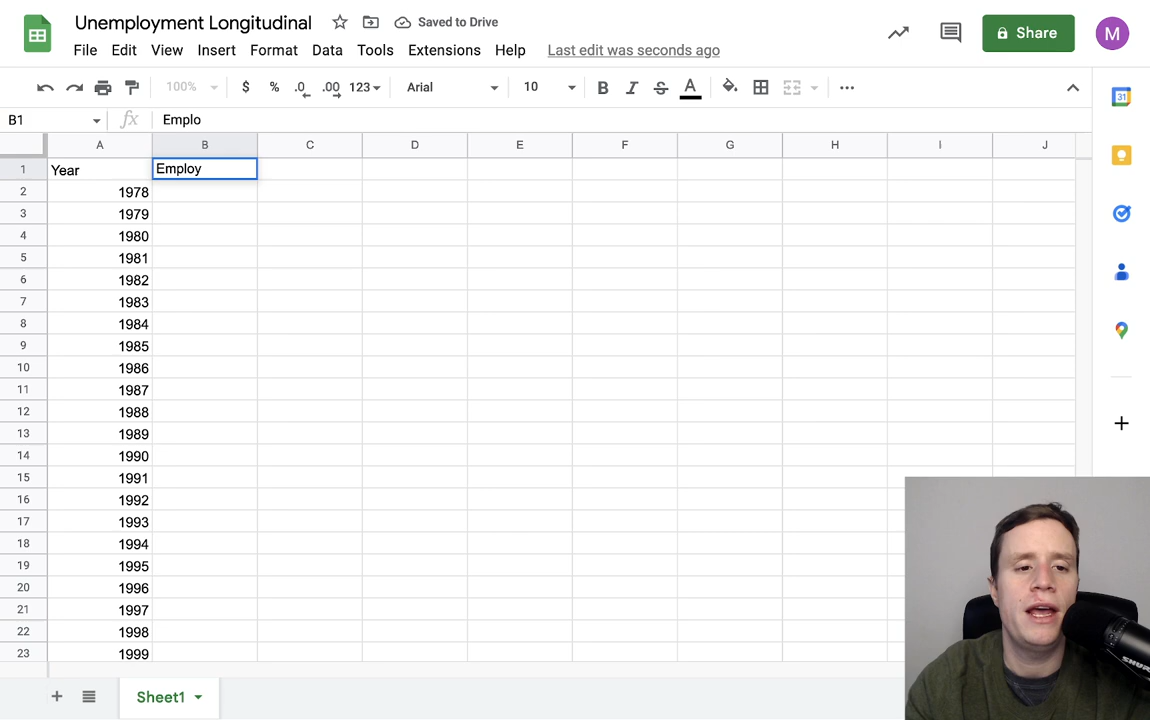 Unemployment Longitudinal Saved to Drive
File Edit View Insert Format Data Tools Extensions Help Last edit was seconds ago
Share M
100% $ % .0 .00 123 Arial 10 B I S A
31
B1 fx Emplo
A B C D E F G H I J
1 Year Employ
2 1978
3 1979
4 1980
5 1981
6 1982
7 1983
8 1984
9 1985
10 1986
11 1987
12 1988
13 1989
14 1990
15 1991
16 1992
17 1993
18 1994
19 1995
20 1996
21 1997
22 1998
23 1999
SHURE
Sheet1